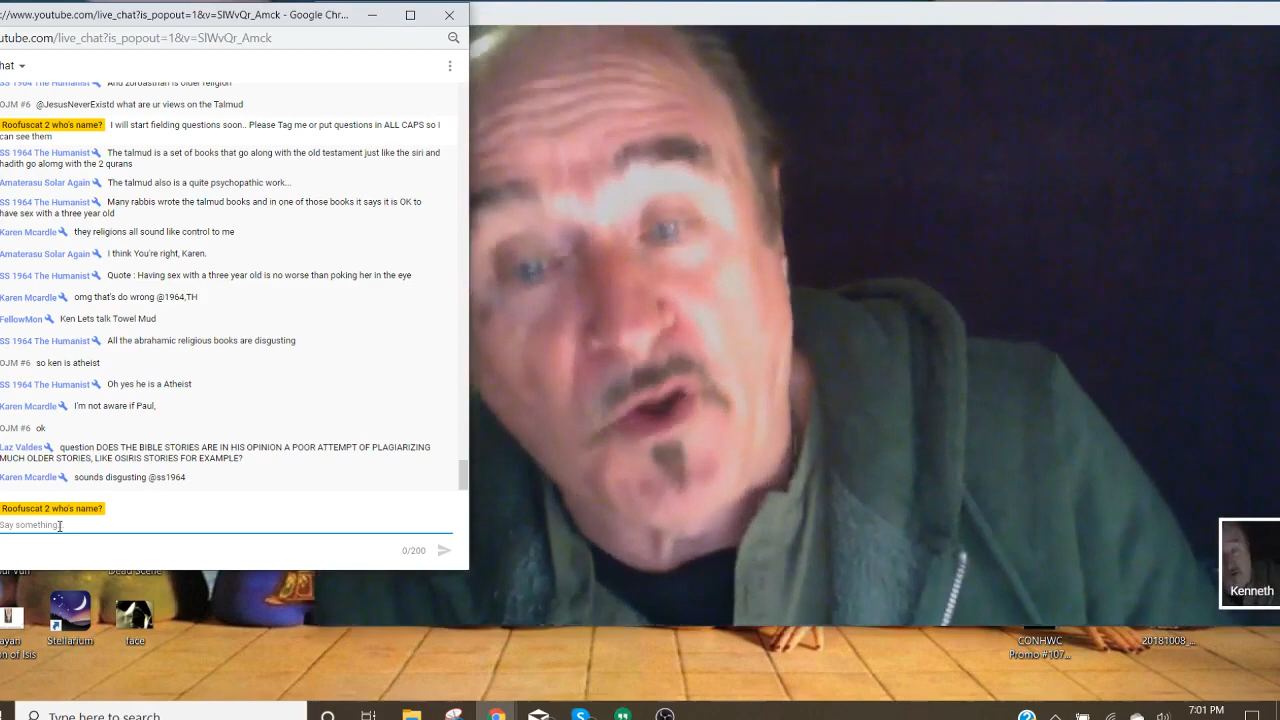 ://www.youtube.com/live_chat?is_popout=1&v=SlWvQr_Amck - Google Chr...
utube.com/live_chat?is_popout=1&v=SlWvQr_Amck
hat
SS 1964 The Humanist And zoroastrian is older religion
OJM #6 @JesusNeverExistd what are ur views on the Talmud
Roofuscat 2 who's name? I will start fielding questions soon.. Please Tag me or put questions in ALL CAPS so I
can see them
SS 1964 The Humanist The talmud is a set of books that go along with the old testament just like the siri and
hadith go alomg with the 2 qurans
Amaterasu Solar Again The talmud also is a quite psychopathic work...
SS 1964 The Humanist Many rabbis wrote the talmud books and in one of those books it says it is OK to
have sex with a three year old
Karen Mcardle they religions all sound like control to me
Amaterasu Solar Again I think You're right, Karen.
SS 1964 The Humanist Quote : Having sex with a three year old is no worse than poking her in the eye
Karen Mcardle omg that's do wrong @1964,TH
FellowMon Ken Lets talk Towel Mud
SS 1964 The Humanist All the abrahamic religious books are disgusting
OJM #6 so ken is atheist
SS 1964 The Humanist Oh yes he is a Atheist
Karen Mcardle I'm not aware if Paul,
OJM #6 ok
Laz Valdes question DOES THE BIBLE STORIES ARE IN HIS OPINION A POOR ATTEMPT OF PLAGIARIZING
MUCH OLDER STORIES, LIKE OSIRIS STORIES FOR EXAMPLE?
Karen Mcardle sounds disgusting @ss1964
Roofuscat 2 who's name?
Say something
0/200
Kenneth
Dead Scene
ayan Stellarium face
on of Isis
CONHWC 20181008_...
Promo #107...
Type here to search
7:01 PM